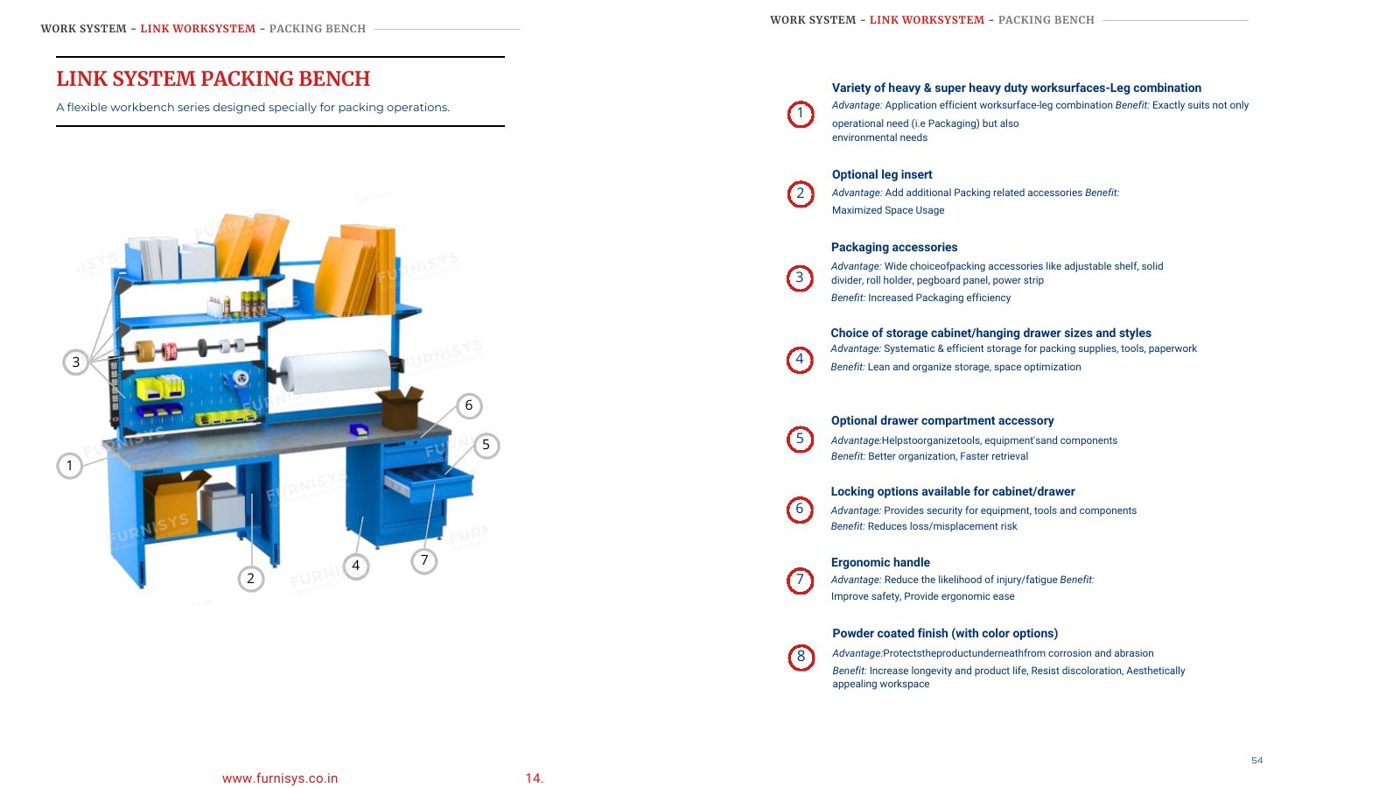 WORK SYSTEM - LINK WORKSYSTEM - PACKING BENCH
LINK SYSTEM PACKING BENCH
A flexible workbench series designed specially for packing operations.
FURNISYS
FURNISYS
FURNISYS
FURNISYS
FURNISYS
FURNISYS
3
6
5
1
2
4
7
www.furnisys.co.in
14.
WORK SYSTEM - LINK WORKSYSTEM - PACKING BENCH
1
Variety of heavy & super heavy duty worksurfaces-Leg combination
Advantage: Application efficient worksurface-leg combination Benefit: Exactly suits not only
operational need (i.e Packaging) but also
environmental needs
2
Optional leg insert
Advantage: Add additional Packing related accessories Benefit:
Maximized Space Usage
3
Packaging accessories
Advantage: Wide choiceofpacking accessories like adjustable shelf, solid
divider, roll holder, pegboard panel, power strip
Benefit: Increased Packaging efficiency
4
Choice of storage cabinet/hanging drawer sizes and styles
Advantage: Systematic & efficient storage for packing supplies, tools, paperwork
Benefit: Lean and organize storage, space optimization
5
Optional drawer compartment accessory
Advantage:Helpstoorganizetools, equipment'sand components
Benefit: Better organization, Faster retrieval
6
Locking options available for cabinet/drawer
Advantage: Provides security for equipment, tools and components
Benefit: Reduces loss/misplacement risk
7
Ergonomic handle
Advantage: Reduce the likelihood of injury/fatigue Benefit:
Improve safety, Provide ergonomic ease
8
Powder coated finish (with color options)
Advantage:Protectstheproductunderneathfrom corrosion and abrasion
Benefit: Increase longevity and product life, Resist discoloration, Aesthetically
appealing workspace
54